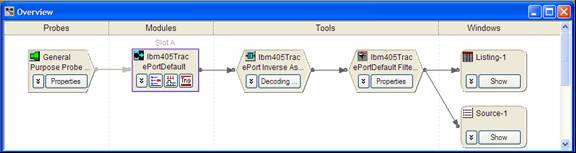 Overview
Probes Modules Tools Windows
Slot A
General
Purpose Probe ...
Properties
Ibm405Trac
ePortDefault
Trig
Ibm405Trac
ePort Inverse As...
Decoding ...
Ibm405Trac
ePortDefault Filte...
Properties
Listing-1
Show
Source-1
Show